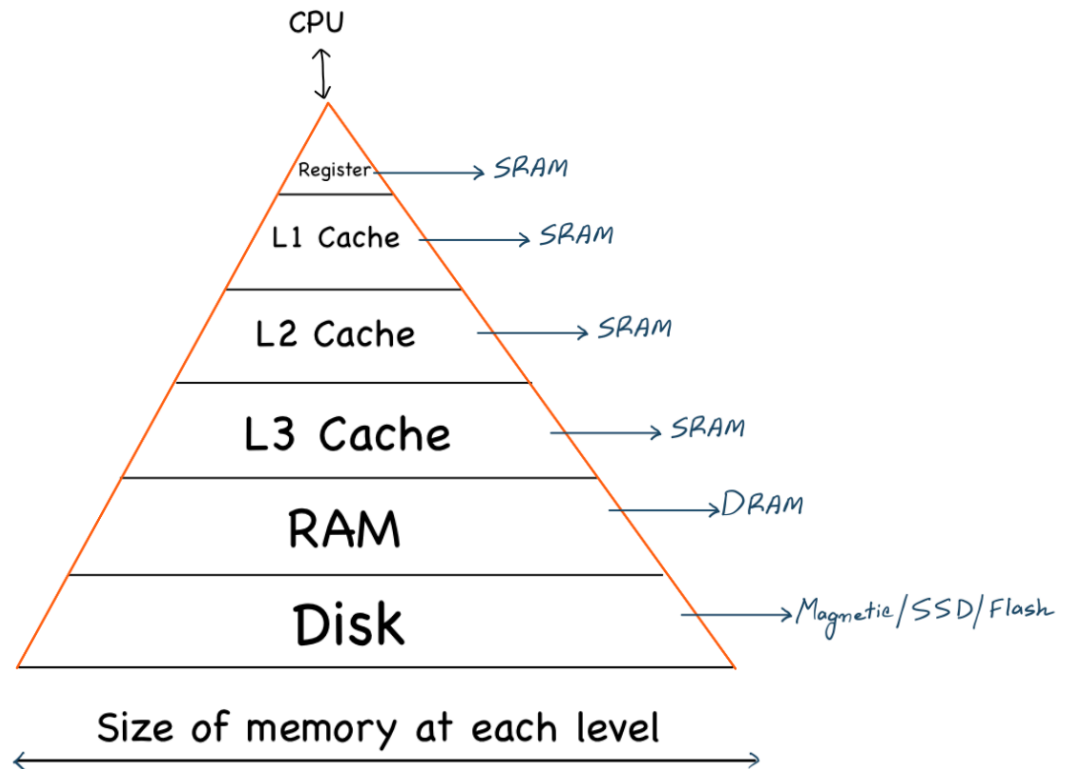 CPU
Register
SRAM
L1 Cache
SRAM
L2 Cache
SRAM
L3 Cache
SRAM
RAM
DRAM
Disk
Magnetic/SSD/Flash
Size of memory at each level